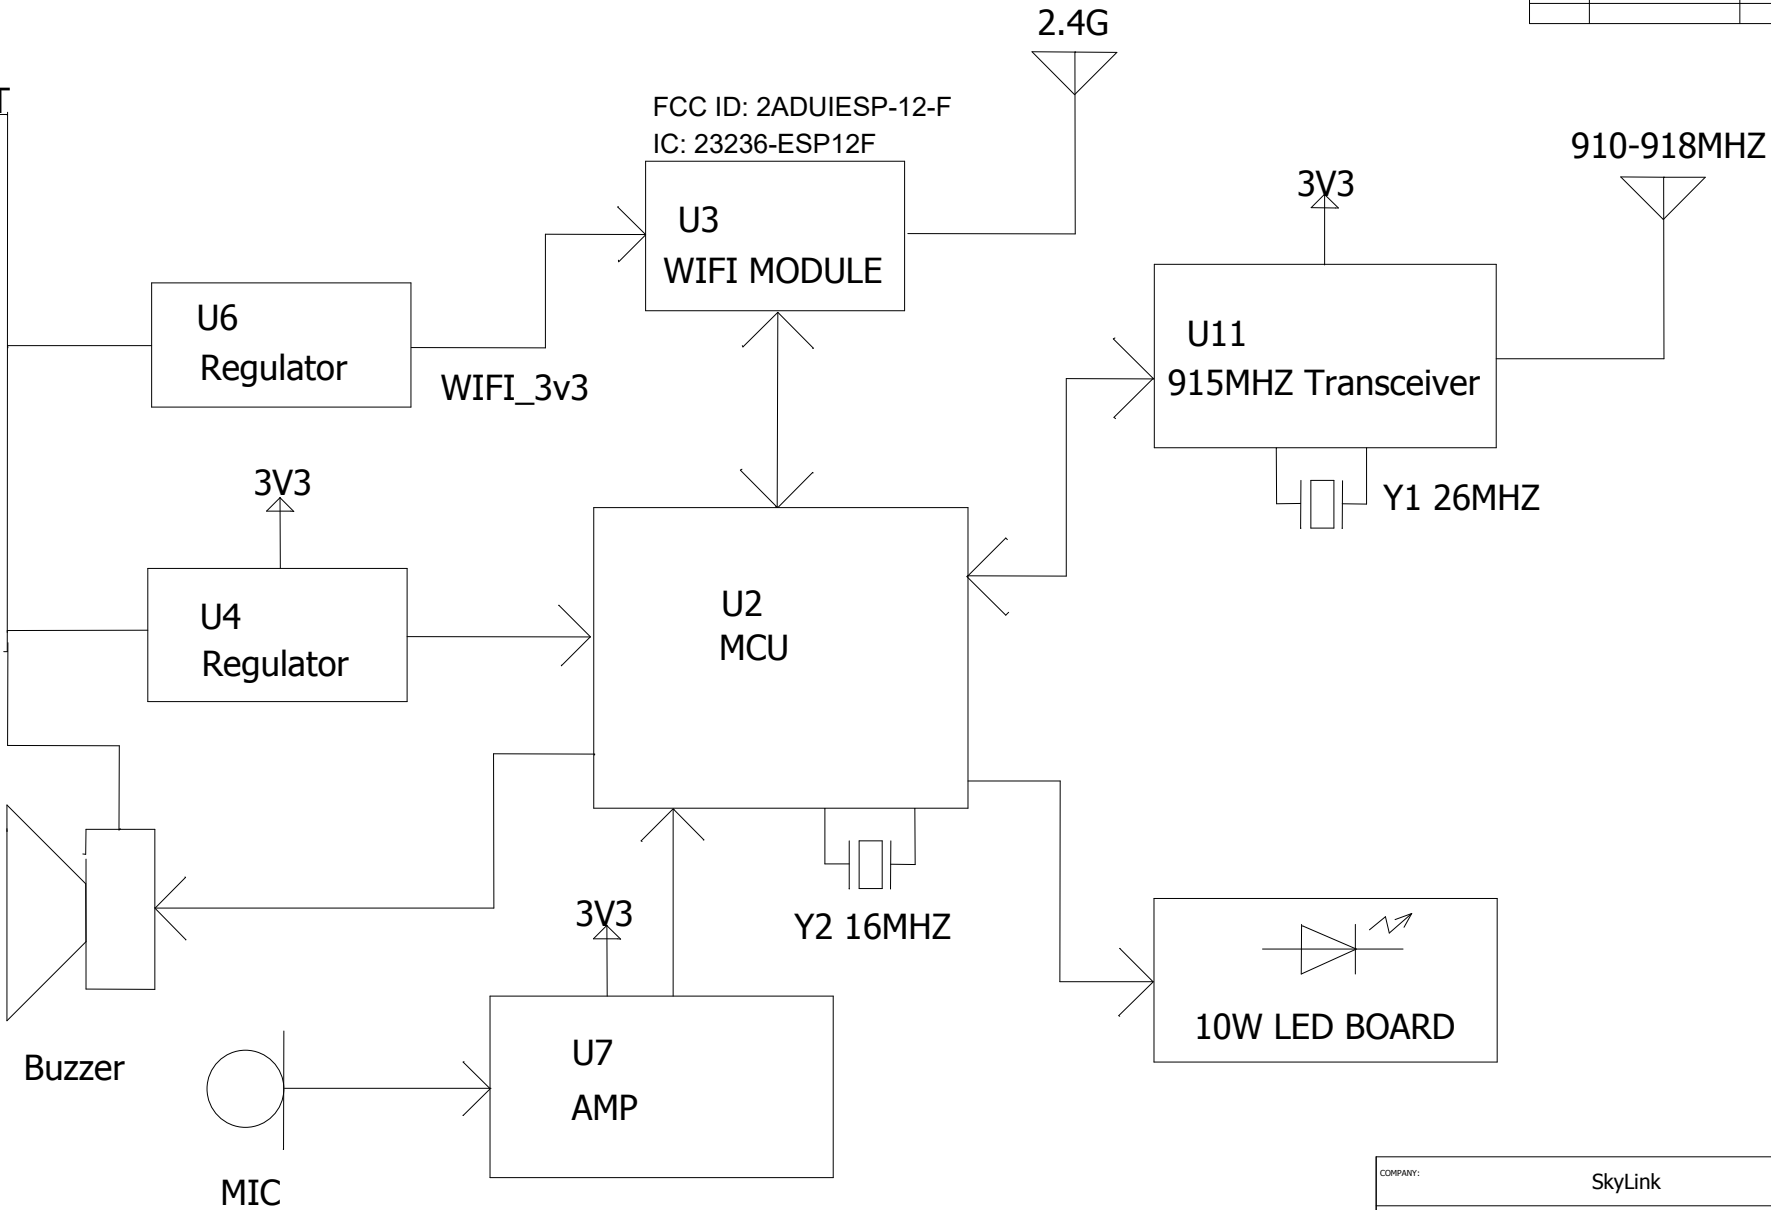 2.4G
T
FCC ID: 2ADUIESP-12-F
IC: 23236-ESP12F
910-918MHZ
3V3
U3
WIFI MODULE
U6
Regulator
WIFI_3v3
U11
915MHZ Transceiver
3V3
Y1 26MHZ
U4
Regulator
U2
MCU
3V3
Y2 16MHZ
10W LED BOARD
U7
AMP
Buzzer
MIC
COMPANY:
SkyLink